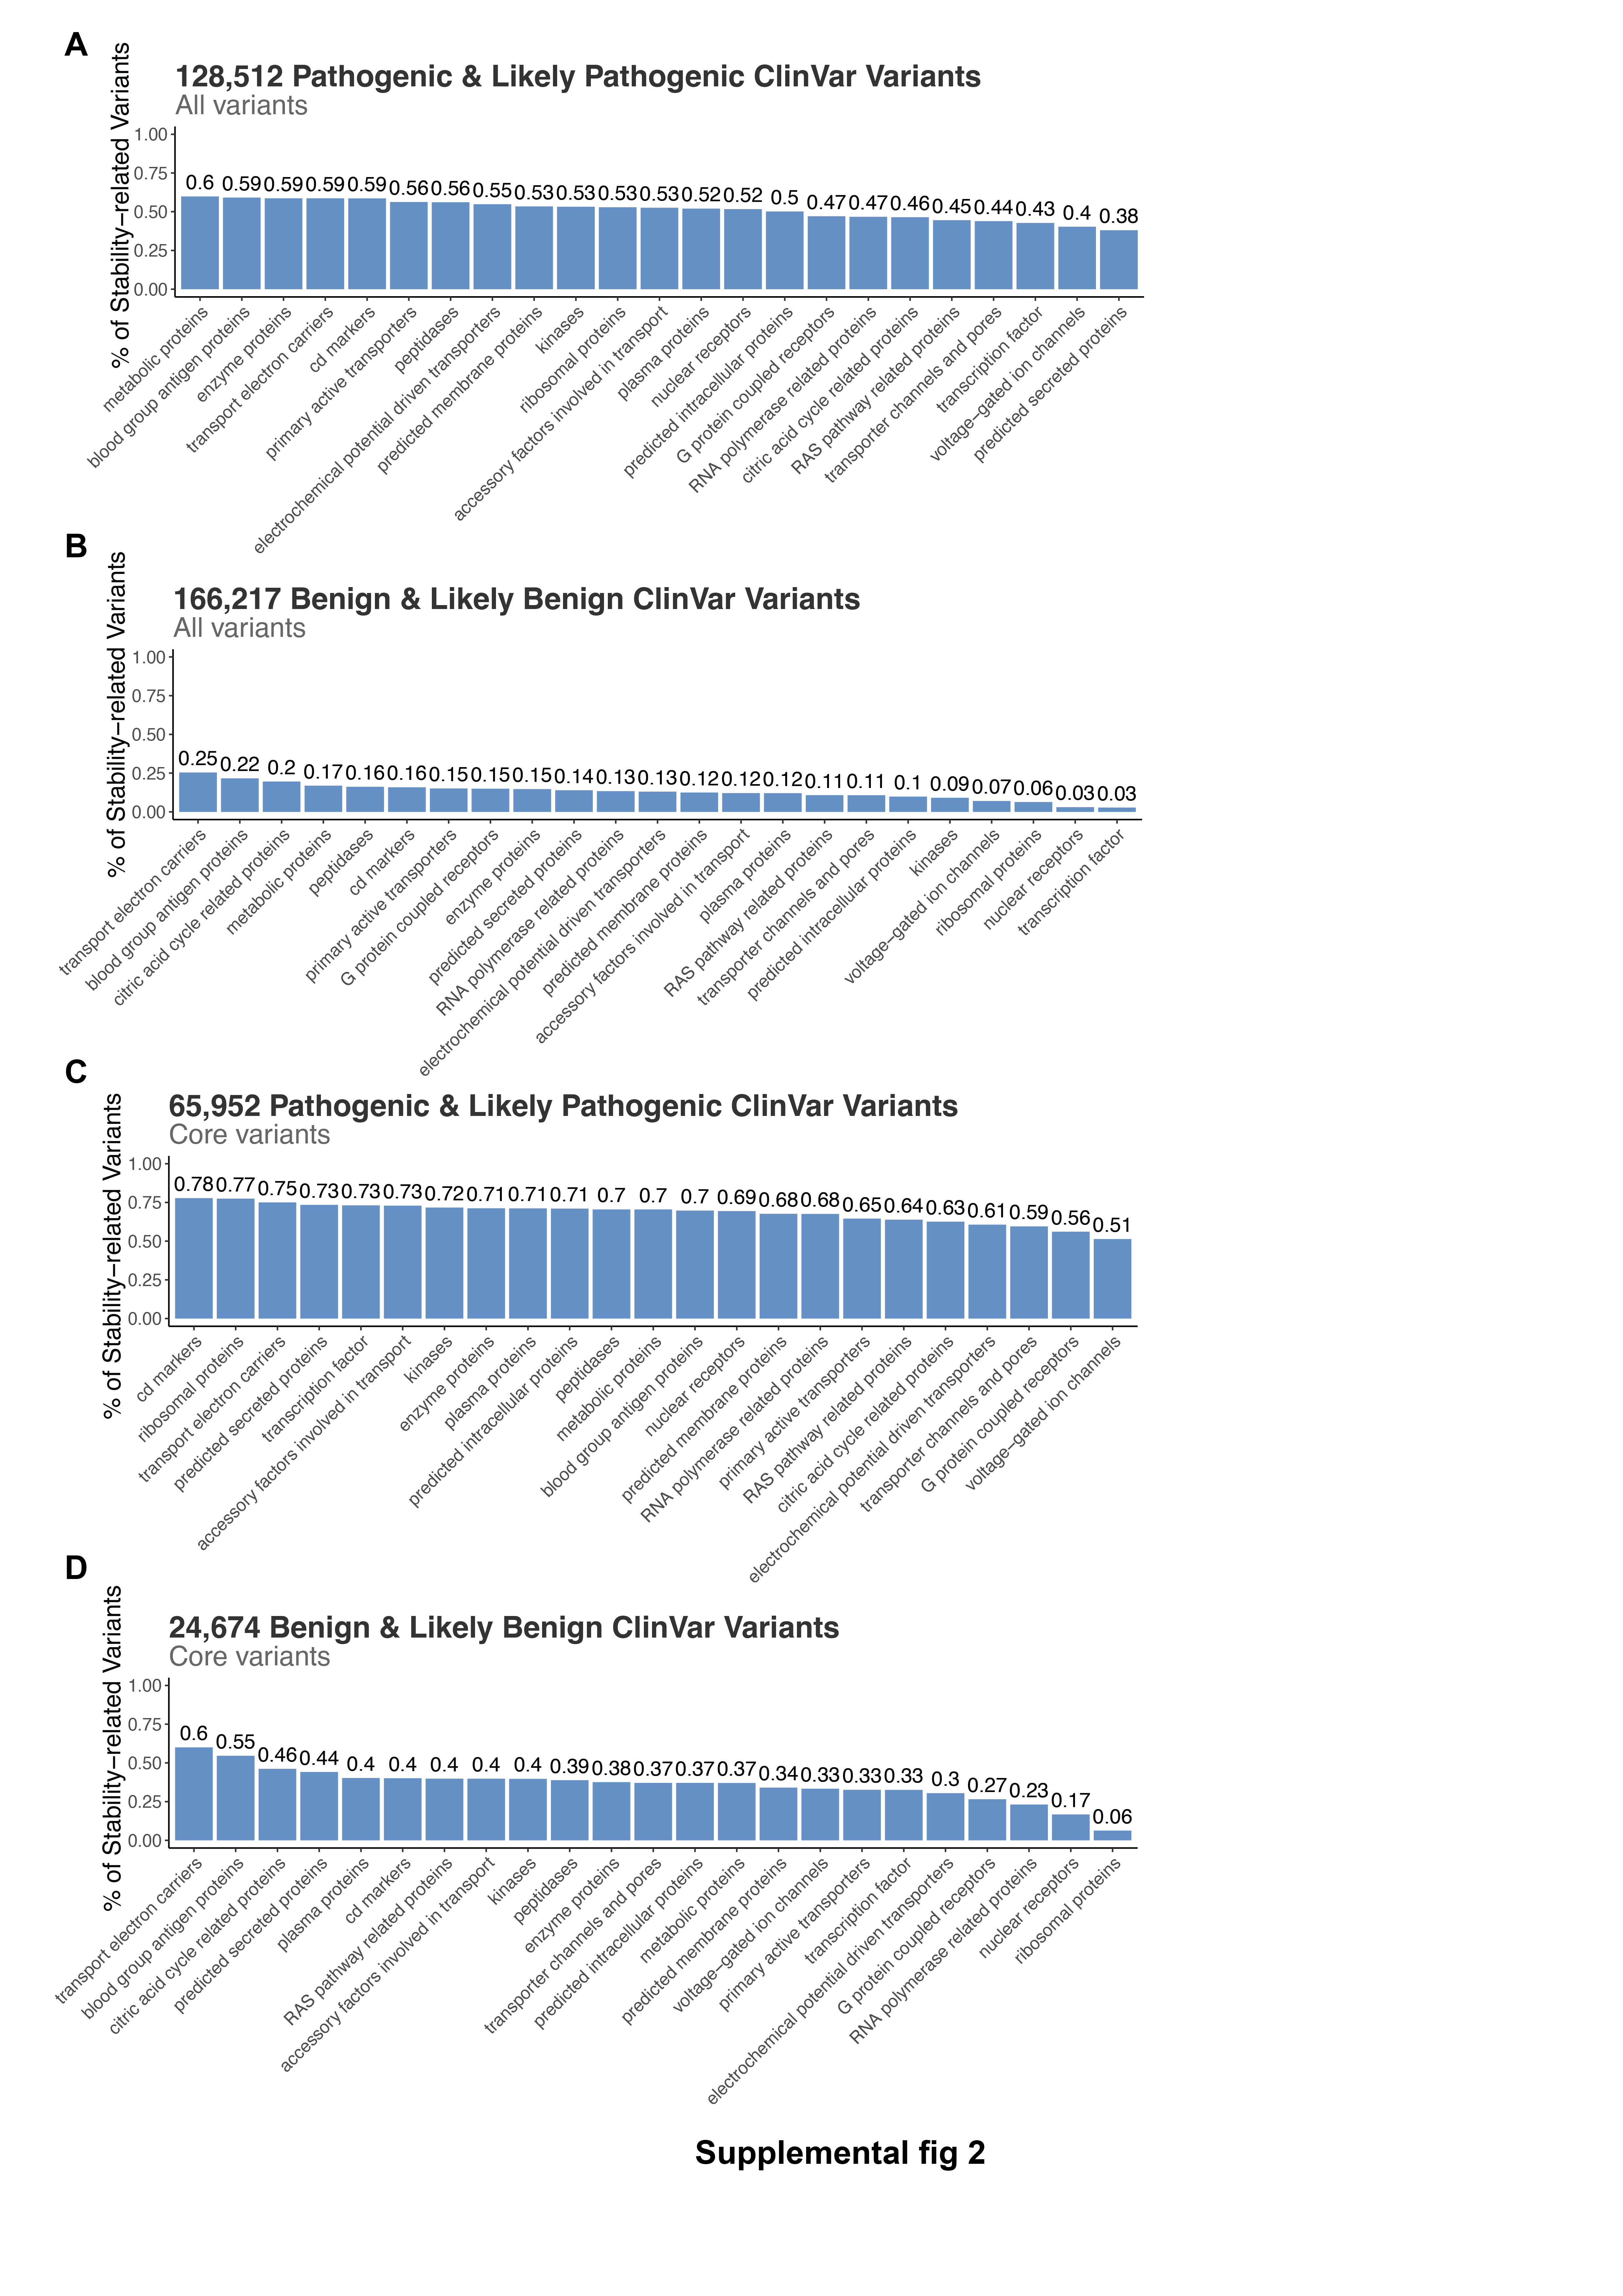 A
128,512 Pathogenic & Likely Pathogenic ClinVar Variants
All variants
% of Stability−related Variants
1.00
0.75
0.50
0.25
0.00
0.6 0.59 0.59 0.59 0.59 0.56 0.56 0.55 0.53 0.53 0.53 0.53 0.52 0.52 0.5 0.47 0.47 0.46 0.45 0.44 0.43 0.4 0.38
metabolic proteins
blood group antigen proteins
enzyme proteins
transport electron carriers
cd markers
primary active transporters
peptidases
electrochemical potential driven transporters
predicted membrane proteins
kinases
ribosomal proteins
accessory factors involved in transport
plasma proteins
nuclear receptors
predicted intracellular proteins
G protein coupled receptors
RNA polymerase related proteins
citric acid cycle related proteins
RAS pathway related proteins
transporter channels and pores
transcription factor
voltage−gated ion channels
predicted secreted proteins
B
166,217 Benign & Likely Benign ClinVar Variants
All variants
% of Stability−related Variants
1.00
0.75
0.50
0.25
0.00
0.25 0.22 0.2 0.17 0.16 0.16 0.15 0.15 0.15 0.14 0.13 0.13 0.12 0.12 0.12 0.11 0.11 0.1 0.09 0.07 0.06 0.03 0.03
transport electron carriers
blood group antigen proteins
citric acid cycle related proteins
metabolic proteins
peptidases
cd markers
primary active transporters
G protein coupled receptors
enzyme proteins
predicted secreted proteins
RNA polymerase related proteins
electrochemical potential driven transporters
predicted membrane proteins
accessory factors involved in transport
plasma proteins
RAS pathway related proteins
transporter channels and pores
predicted intracellular proteins
kinases
voltage−gated ion channels
ribosomal proteins
nuclear receptors
transcription factor
C
65,952 Pathogenic & Likely Pathogenic ClinVar Variants
Core variants
% of Stability−related Variants
1.00
0.75
0.50
0.25
0.00
0.78 0.77 0.75 0.73 0.73 0.73 0.72 0.71 0.71 0.71 0.7 0.7 0.7 0.69 0.68 0.68 0.65 0.64 0.63 0.61 0.59 0.56 0.51
cd markers
ribosomal proteins
transport electron carriers
predicted secreted proteins
transcription factor
accessory factors involved in transport
kinases
enzyme proteins
plasma proteins
predicted intracellular proteins
peptidases
metabolic proteins
blood group antigen proteins
nuclear receptors
predicted membrane proteins
RNA polymerase related proteins
primary active transporters
RAS pathway related proteins
citric acid cycle related proteins
electrochemical potential driven transporters
transporter channels and pores
G protein coupled receptors
voltage−gated ion channels
D
24,674 Benign & Likely Benign ClinVar Variants
Core variants
% of Stability−related Variants
1.00
0.75
0.50
0.25
0.00
0.6 0.55 0.46 0.44 0.4 0.4 0.4 0.4 0.4 0.39 0.38 0.37 0.37 0.37 0.34 0.33 0.33 0.33 0.3 0.27 0.23 0.17 0.06
transport electron carriers
blood group antigen proteins
citric acid cycle related proteins
predicted secreted proteins
plasma proteins
cd markers
RAS pathway related proteins
accessory factors involved in transport
kinases
peptidases
enzyme proteins
transporter channels and pores
predicted intracellular proteins
metabolic proteins
predicted membrane proteins
voltage−gated ion channels
primary active transporters
transcription factor
electrochemical potential driven transporters
G protein coupled receptors
RNA polymerase related proteins
nuclear receptors
ribosomal proteins
Supplemental fig 2